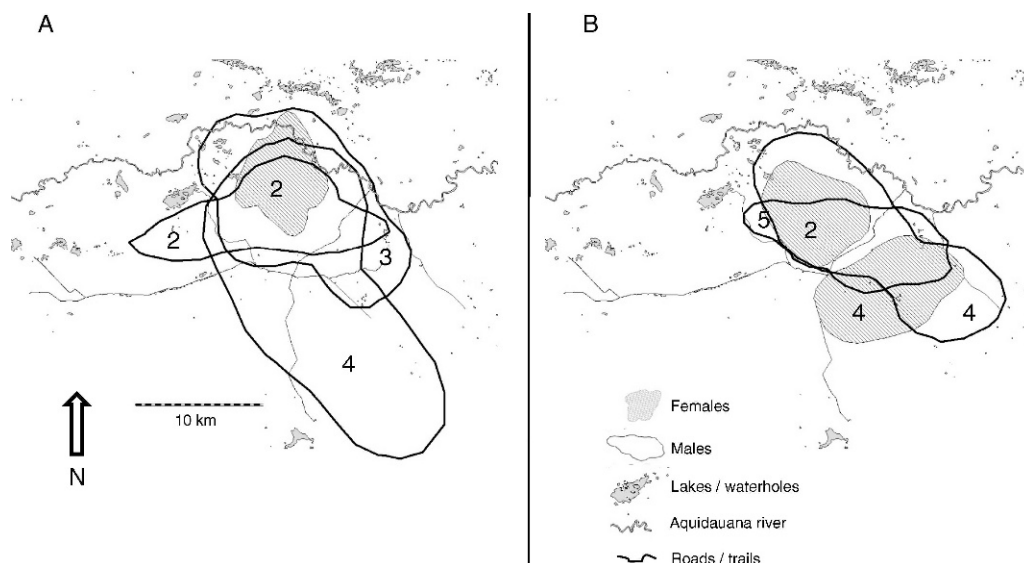 A
2
2
3
4
10 km
N
B
5
2
4
4
Females
Males
Lakes / waterholes
Aquidauana river
Roads / trails